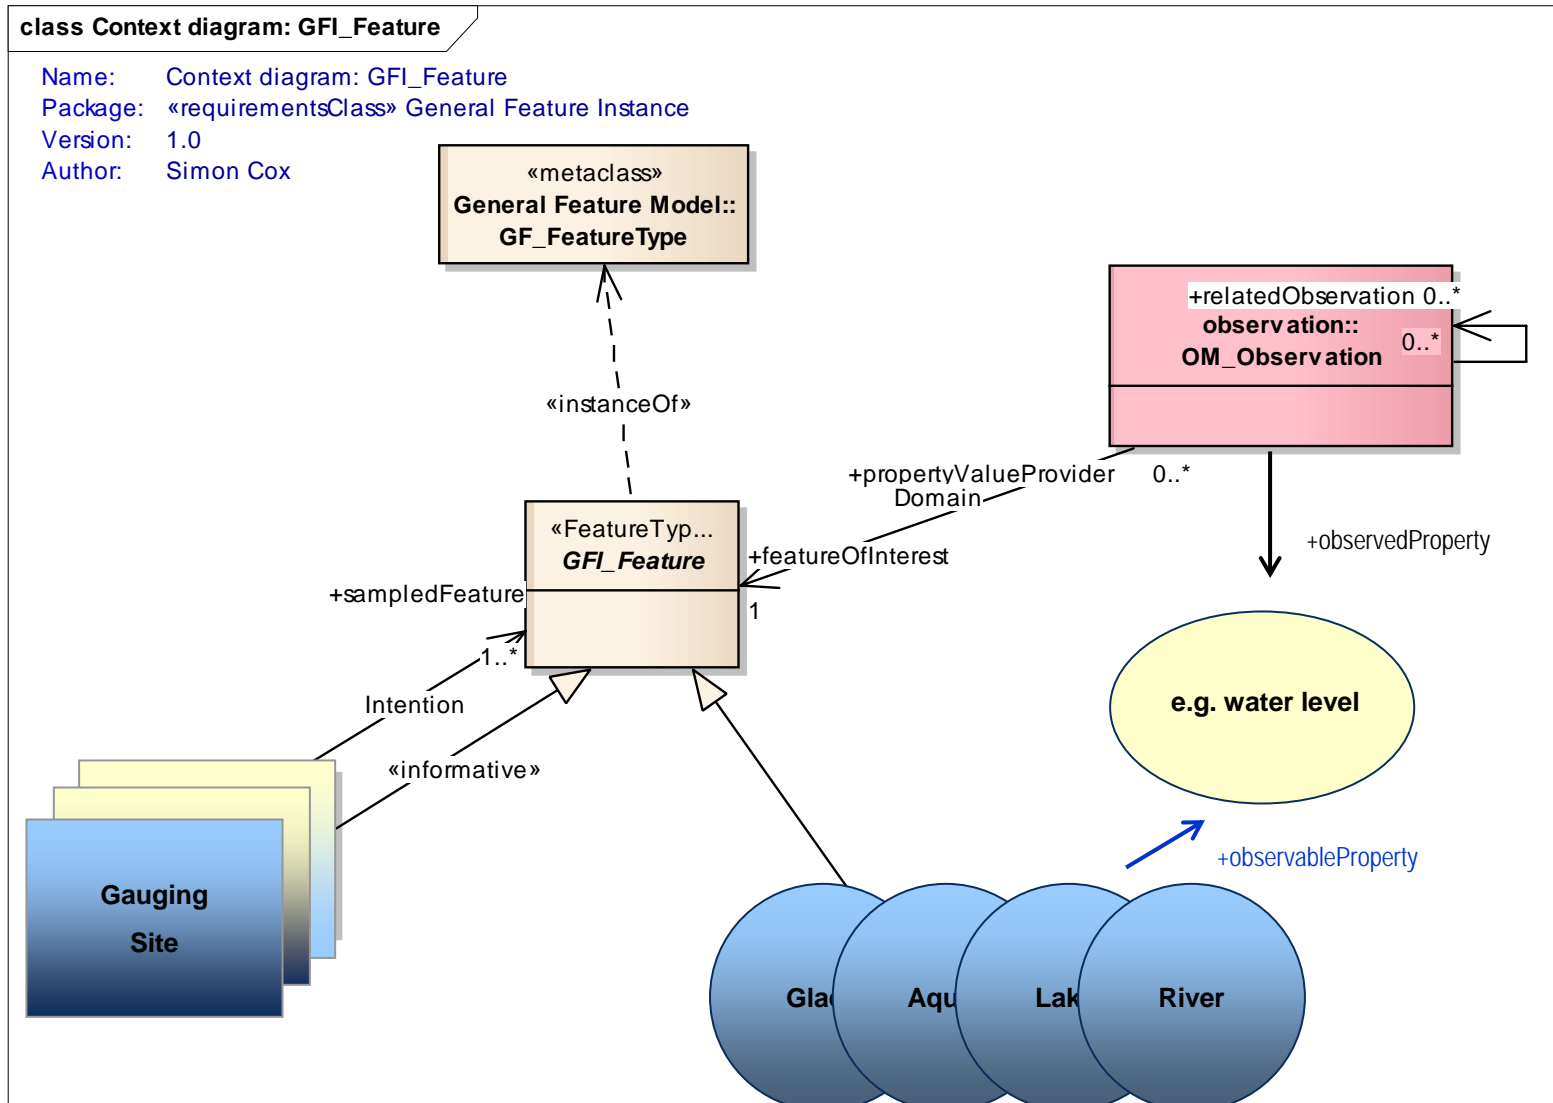 class Context diagram: GFI_Feature
Name: Context diagram: GFI_Feature
Package: «requirementsClass» General Feature Instance
Version: 1.0
Author: Simon Cox
«metaclass»
General Feature Model::
GF_FeatureType
+relatedObservation 0..*
observation::
OM_Observation
0..*
«instanceOf»
+propertyValueProvider
0..*
Domain
+observedProperty
«FeatureTyp...
GFI_Feature
+featureOfInterest
1
+sampledFeature
1..*
Intention
«informative»
e.g. water level
+observableProperty
Gauging
Site
Gla
Aqu
Lak
River